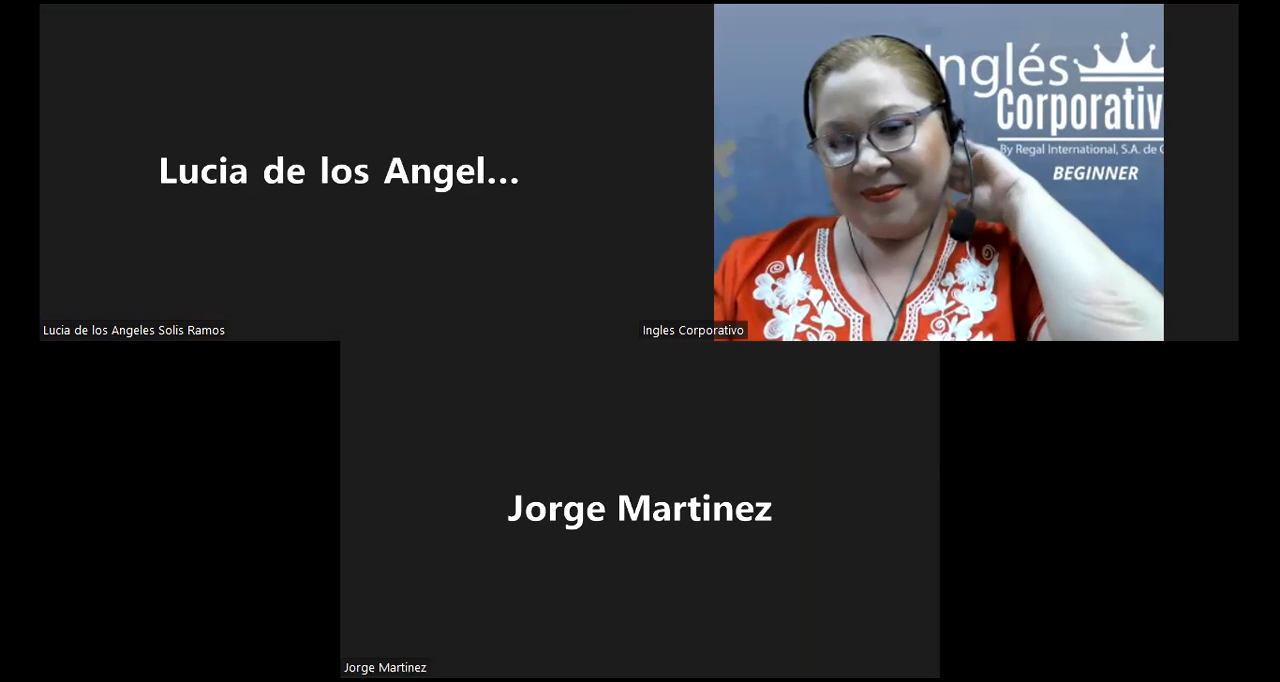 Lucia de los Angel...
Lucia de los Angeles Solis Ramos
Inglés
Corporativ
By Regal International, S.A. de C
BEGINNER
Ingles Corporativo
Jorge Martinez
Jorge Martinez